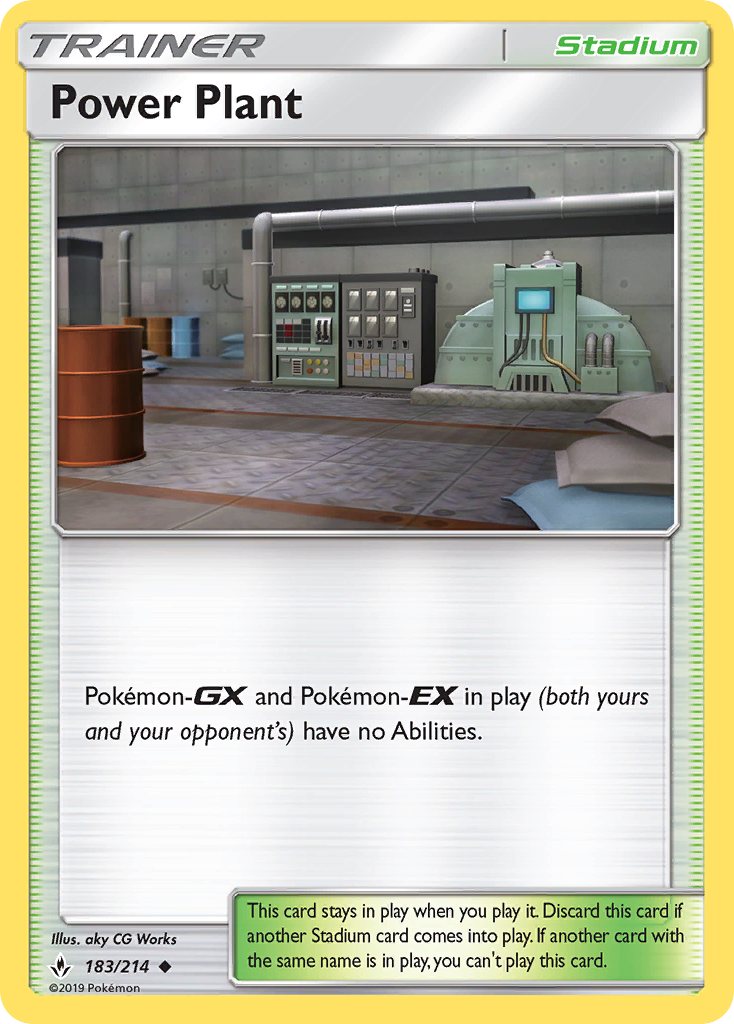 TRAINER
Stadium
Power Plant
Pokémon-GX and Pokémon-EX in play (both yours
and your opponent's) have no Abilities.
This card stays in play when you play it. Discard this card if
another Stadium card comes into play. If another card with
the same name is in play, you can't play this card.
Illus. aky CG Works
183/214
©2019 Pokémon